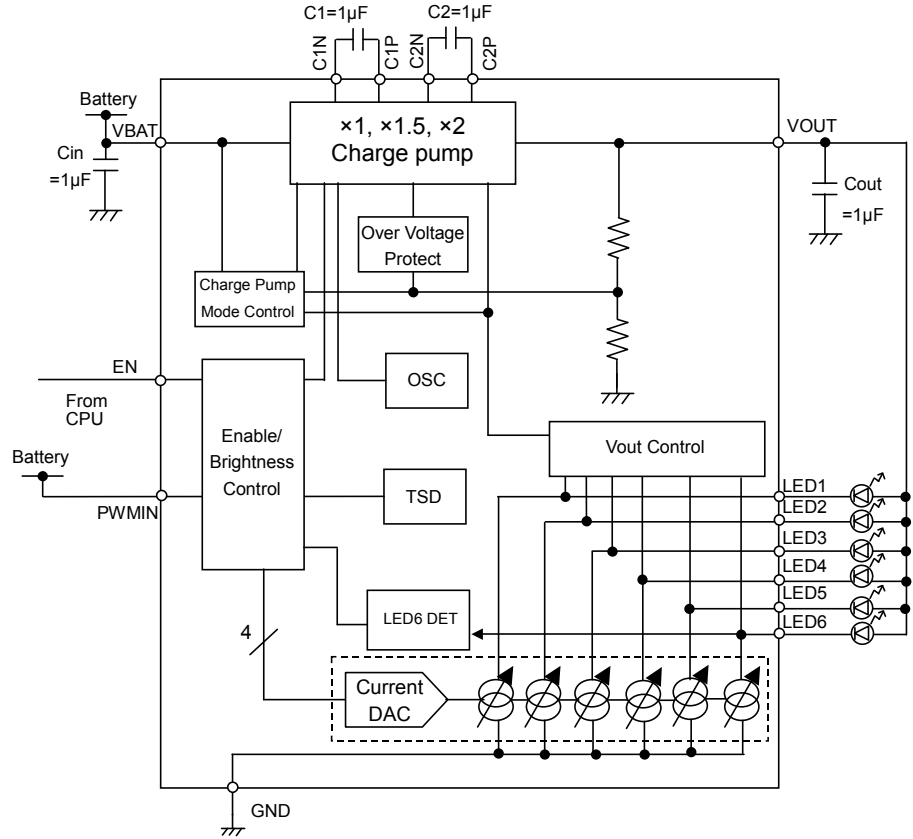 C1=1µF
C2=1µF
C1N
C1P
C2N
C2P
Battery
VBAT
×1, ×1.5, ×2
Charge pump
VOUT
Cin
=1µF
Cout
=1µF
Over Voltage
Protect
Charge Pump
Mode Control
EN
From
CPU
OSC
Enable/
Brightness
Control
Vout Control
Battery
PWMIN
TSD
LED1
LED2
LED3
LED4
LED5
LED6
LED6 DET
4
Current
DAC
GND